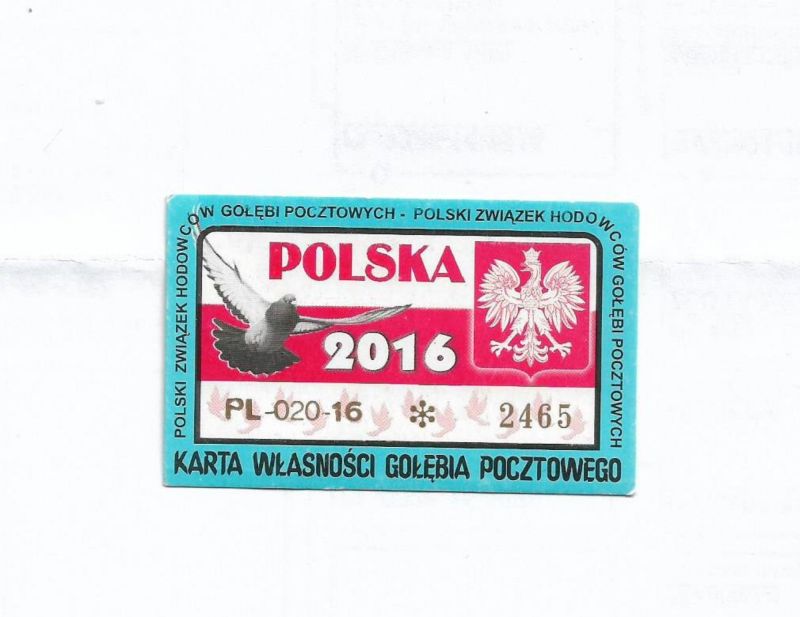 POLSKI ZWIĄZEK HODOWCÓW GOŁĘBI POCZTOWYCH - POLSKI ZWIĄZEK HODOWCÓW GOŁĘBI POCZTOWYCH
POLSKA
2016
PL-020-16 * 2465
KARTA WŁASNOŚCI GOŁĘBIA POCZTOWEGO